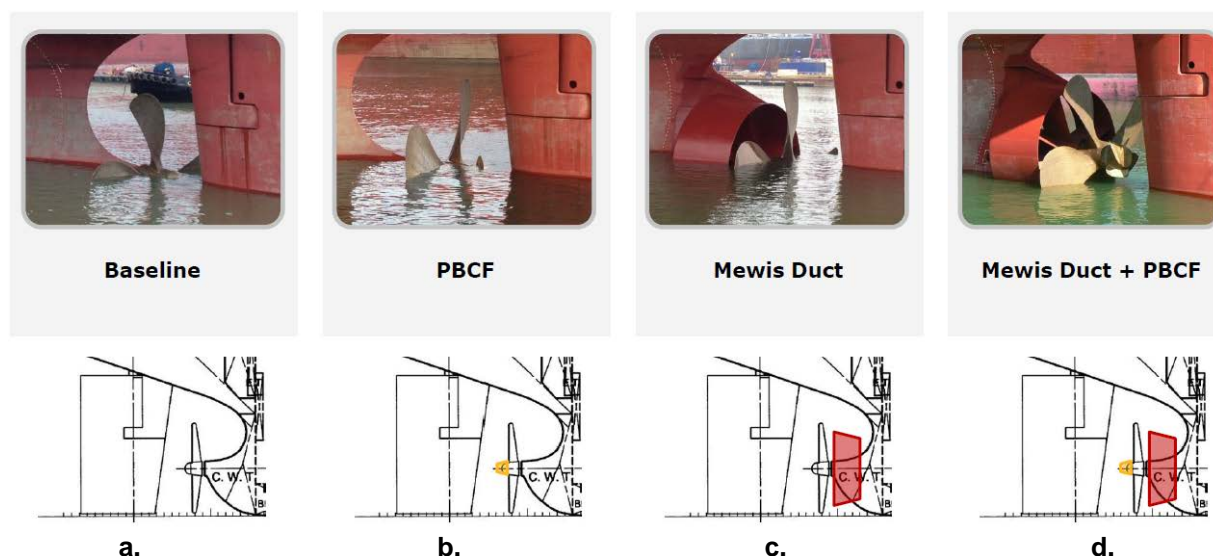 Baseline
PBCF
Mewis Duct
Mewis Duct + PBCF
C. W. T
C. W. T
C. W.
C. W.
a.
b.
c.
d.